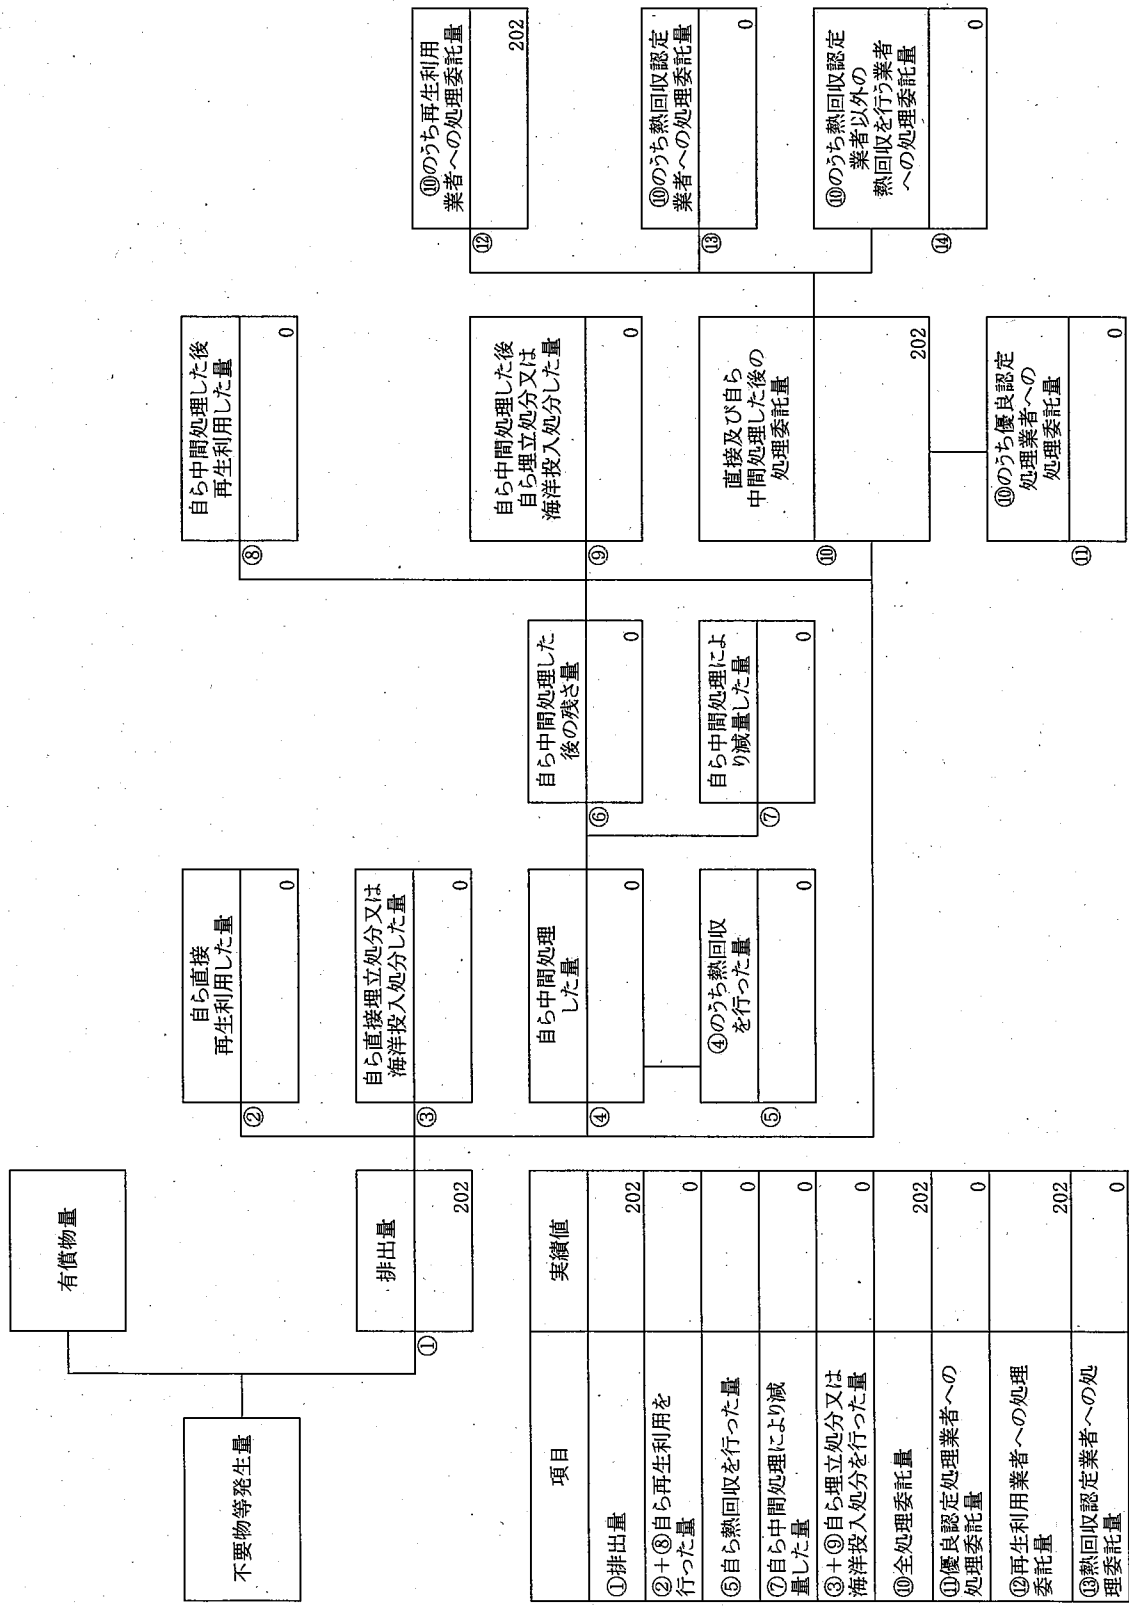 不要物等発生量
有償物量
①
排出量
202
②
自ら直接
再生利用した量
0
③
自ら直接埋立処分又は
海洋投入処分した量
0
④
自ら中間処理
した量
0
⑤
④のうち熱回収
を行った量
0
⑥
自ら中間処理した
後の残さ量
0
⑦
自ら中間処理によ
り減量した量
0
⑧
自ら中間処理した後
再生利用した量
0
⑨
自ら中間処理した後
自ら埋立処分又は
海洋投入処分した量
0
⑩
直接及び自ら
中間処理した後の
処理委託量
202
⑪
⑩のうち優良認定
処理業者への
処理委託量
0
⑫
⑩のうち再生利用
業者への処理委託量
202
⑬
⑩のうち熱回収認定
業者への処理委託量
0
⑭
⑩のうち熱回収認定
業者以外の
熱回収を行う業者
への処理委託量
0
項目
実績値
①排出量
202
②+⑧自ら再生利用を
行った量
0
⑤自ら熱回収を行った量
0
⑦自ら中間処理により減
量した量
0
③+⑨自ら埋立処分又は
海洋投入処分を行った量
0
⑩全処理委託量
202
⑪優良認定処理業者への
処理委託量
0
⑫再生利用業者への処理
委託量
202
⑬熱回収認定業者への処
理委託量
0